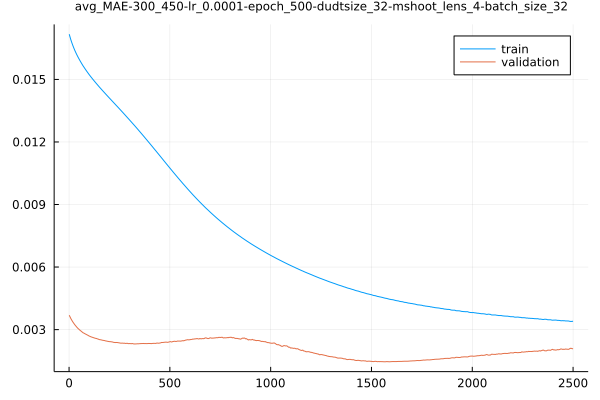 avg_MAE-300_450-lr_0.0001-epoch_500-dudtsize_32-mshoot_lens_4-batch_size_32
train
validation
0.015
0.012
0.009
0.006
0.003
0 500 1000 1500 2000 2500